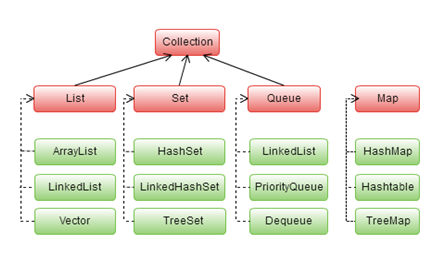 Collection
List
Set
Queue
Map
ArrayList
HashSet
LinkedList
HashMap
LinkedList
LinkedHashSet
PriorityQueue
Hashtable
Vector
TreeSet
Dequeue
TreeMap